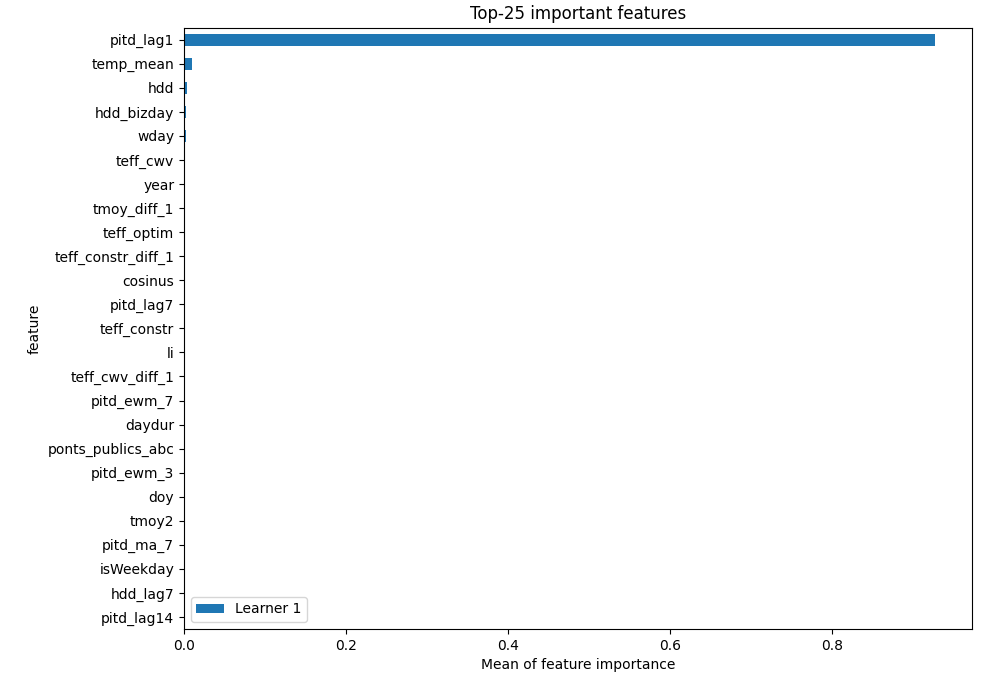 Top-25 important features
pitd_lag1
temp_mean
hdd
hdd_bizday
wday
teff_cwv
year
tmoy_diff_1
teff_optim
teff_constr_diff_1
cosinus
pitd_lag7
teff_constr
li
teff_cwv_diff_1
pitd_ewm_7
daydur
ponts_publics_abc
pitd_ewm_3
doy
tmoy2
pitd_ma_7
isWeekday
hdd_lag7
pitd_lag14
feature
Learner 1
0.0 0.2 0.4 0.6 0.8
Mean of feature importance